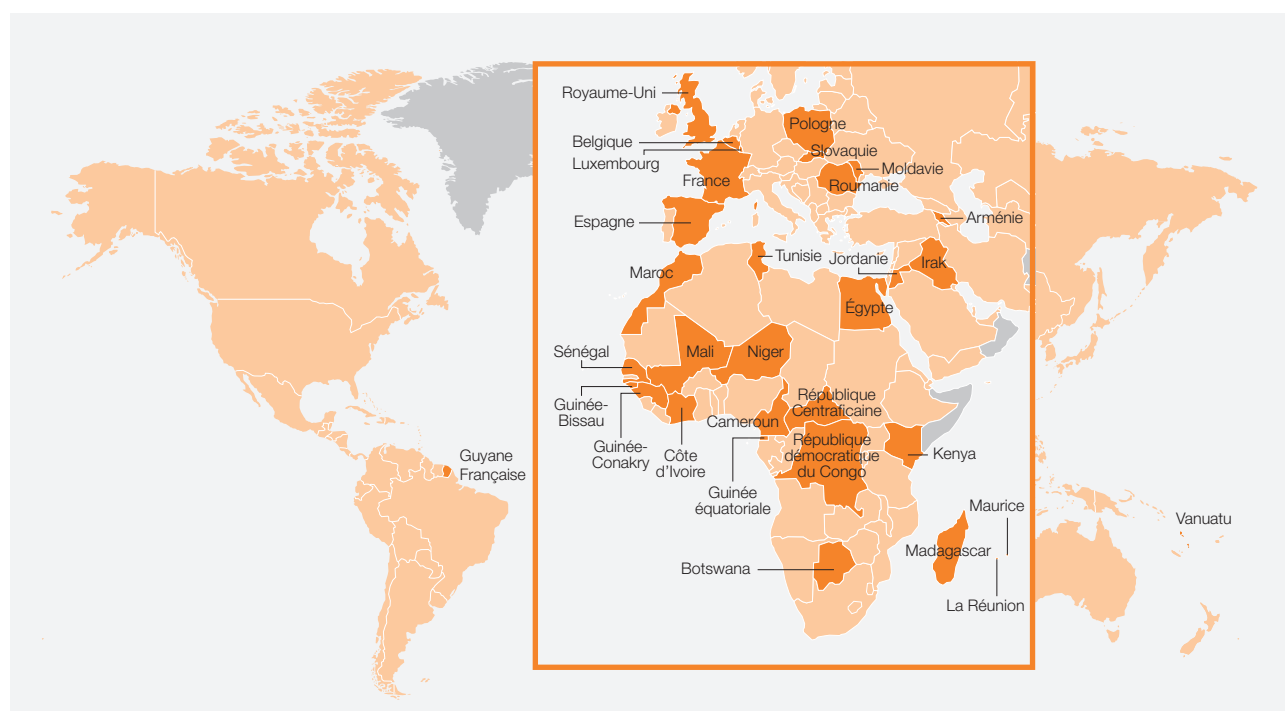 Royaume-Uni
Pologne
Belgique
Slovaquie
Luxembourg
Moldavie
France
Roumanie
Espagne
Arménie
Tunisie
Jordanie
Irak
Maroc
Égypte
Sénégal
Mali
Niger
Guinée-
Bissau
République
Centraficaine
Cameroun
Guinée-
Conakry
Côte
d'Ivoire
République
démocratique
du Congo
Kenya
Guyane
Française
Guinée
équatoriale
Maurice
Vanuatu
Madagascar
Botswana
La Réunion